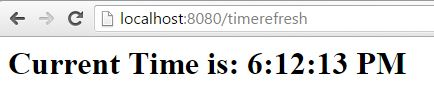 localhost:8080/timerefresh
Current Time is: 6:12:13 PM